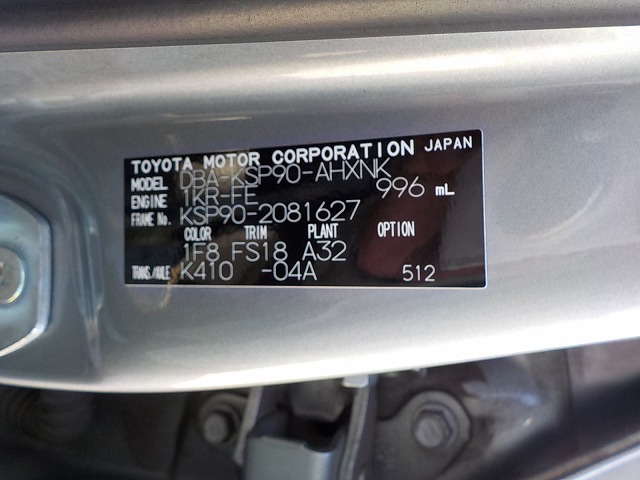 TOYOTA MOTOR CORPORATION JAPAN
MODEL DBA-KSP90-AHXNK
ENGINE 1KR-FE 996 mL
FRAME No. KSP90-2081627
COLOR TRIM PLANT OPTION
1F8 FS18 A32
TRANS/AXLE K410 -04A 512